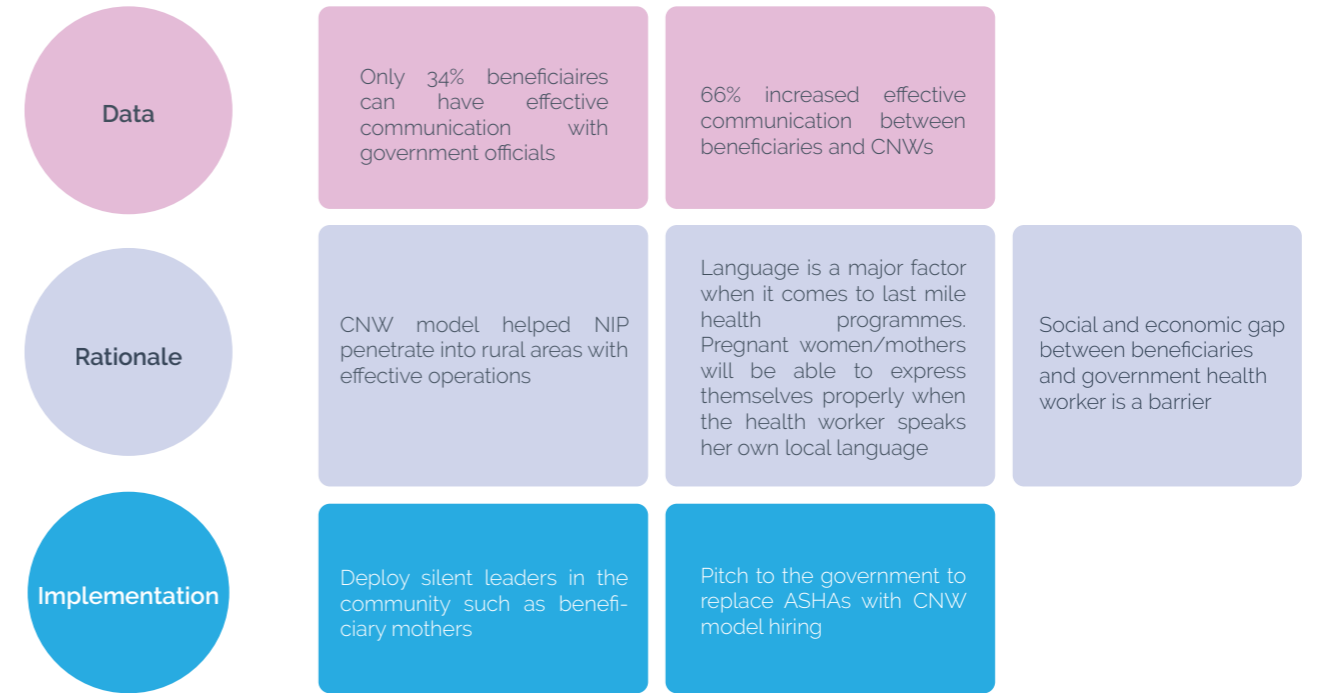 Data
Only 34% beneficiaires
can have effective
communication with
government officials
66% increased effective
communication between
beneficiaries and CNWs
Rationale
CNW model helped NIP
penetrate into rural areas with
effective operations
Language is a major factor
when it comes to last mile
health programmes.
Pregnant women/mothers
will be able to express
themselves properly when
the health worker speaks
her own local language
Social and economic gap
between beneficiaries
and government health
worker is a barrier
Implementation
Deploy silent leaders in the
community such as benefi-
ciary mothers
Pitch to the government to
replace ASHAs with CNW
model hiring